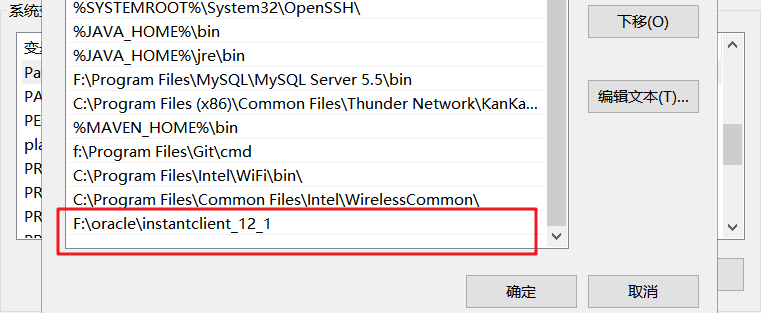 系统变
变
Pa
PA
PE
pla
PR
PR
PR
%SYSTEMROOT%\System32\OpenSSH\
%JAVA_HOME%\bin
%JAVA_HOME%\jre\bin
F:\Program Files\MySQL\MySQL Server 5.5\bin
C:\Program Files (x86)\Common Files\Thunder Network\KanKa...
%MAVEN_HOME%\bin
f:\Program Files\Git\cmd
C:\Program Files\Intel\WiFi\bin\
C:\Program Files\Common Files\Intel\WirelessCommon\
F:\oracle\instantclient_12_1
下移(O)
编辑文本(T)...
确定
取消